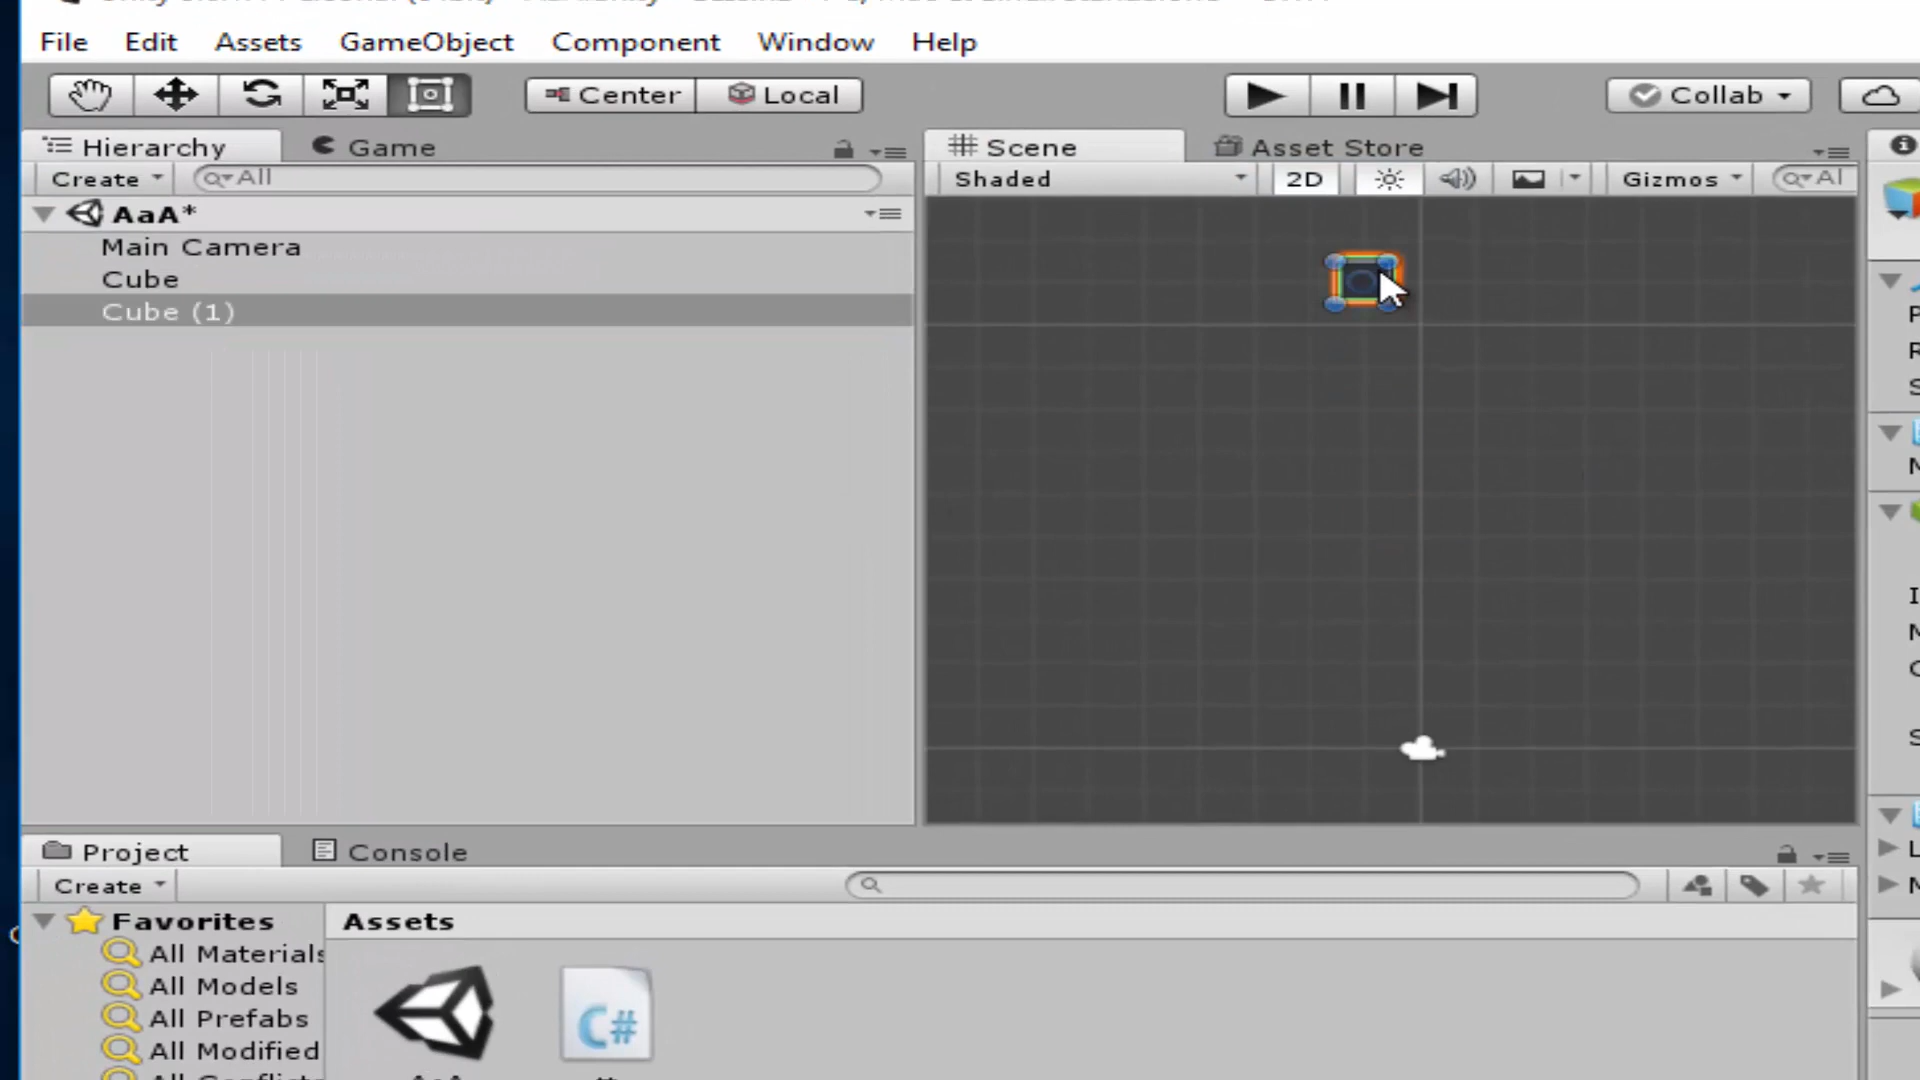 File Edit Assets GameObject Component Window Help
Center Local Collab
Hierarchy Game Scene Asset Store
Create All Shaded 2D Gizmos Al
AaA*
Main Camera
Cube
Cube (1)
Project Console
Create
Favorites Assets
All Materials
All Models
All Prefabs
All Modified
C#